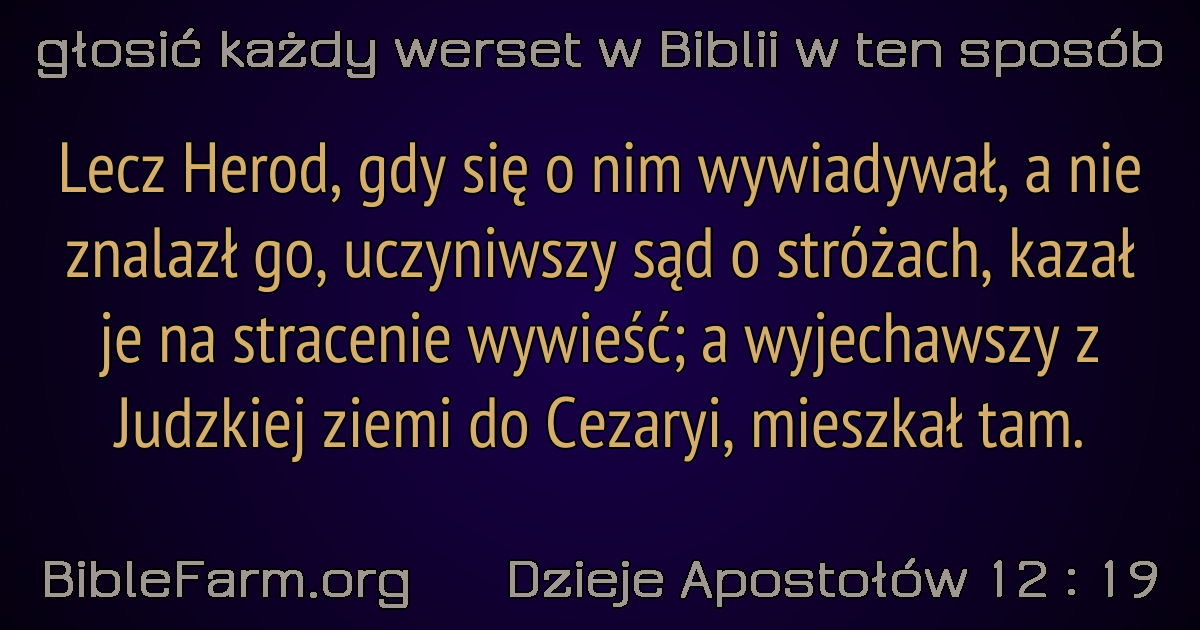 głosić każdy werset w Biblii w ten sposób
Lecz Herod, gdy się o nim wywiadywał, a nie
znalazł go, uczyniwszy sąd o stróżach, kazał
je na stracenie wywieść; a wyjechawszy z
Judzkiej ziemi do Cezaryi, mieszkał tam.
BibleFarm.org Dzieje Apostołów 12 : 19